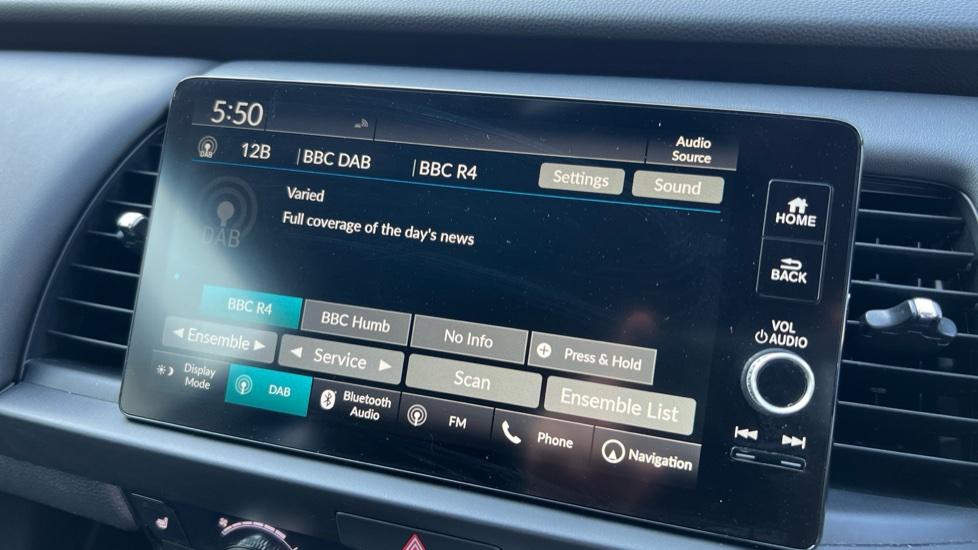 5:50
Audio
Source
DAB
12B |BBC DAB |BBC R4
Settings
Sound
DAB
Varied
Full coverage of the day's news
BBC R4
BBC Humb
No Info
Press & Hold
Ensemble
Service
Scan
Ensemble List
Display
Mode
DAB
Bluetooth
Audio
FM
Phone
Navigation
HOME
BACK
VOL
AUDIO